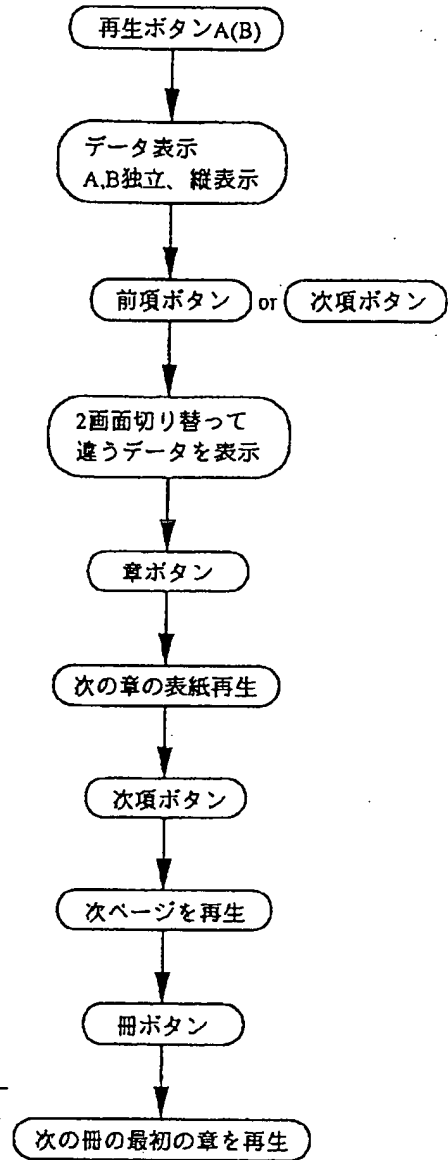 再生ボタンA(B)
データ表示
A,B独立、縦表示
前項ボタン or 次項ボタン
2画面切り替って
違うデータを表示
章ボタン
次の章の表紙再生
次項ボタン
次ページを再生
冊ボタン
次の冊の最初の章を再生